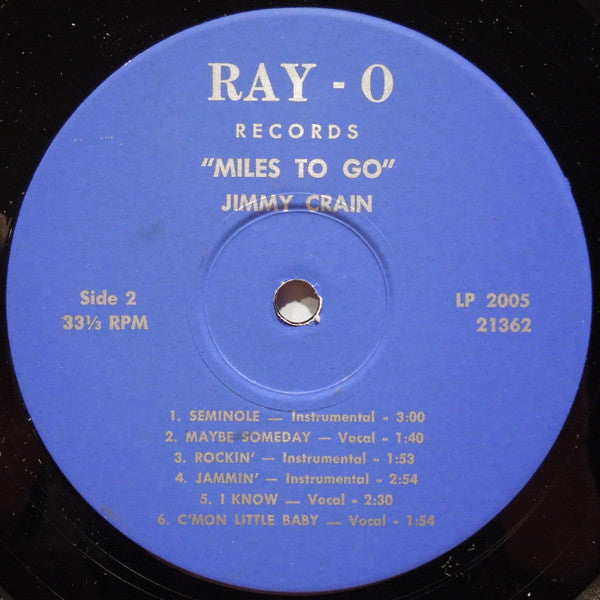 RAY - O
RECORDS
"MILES TO GO"
JIMMY CRAIN
Side 2
33⅓ RPM
LP 2005
21362
1. SEMINOLE — Instrumental - 3:00
2. MAYBE SOMEDAY — Vocal - 1:40
3. ROCKIN' — Instrumental - 1:53
4. JAMMIN' — Instrumental - 2:54
5. I KNOW — Vocal - 2:30
6. C'MON LITTLE BABY — Vocal - 1:54